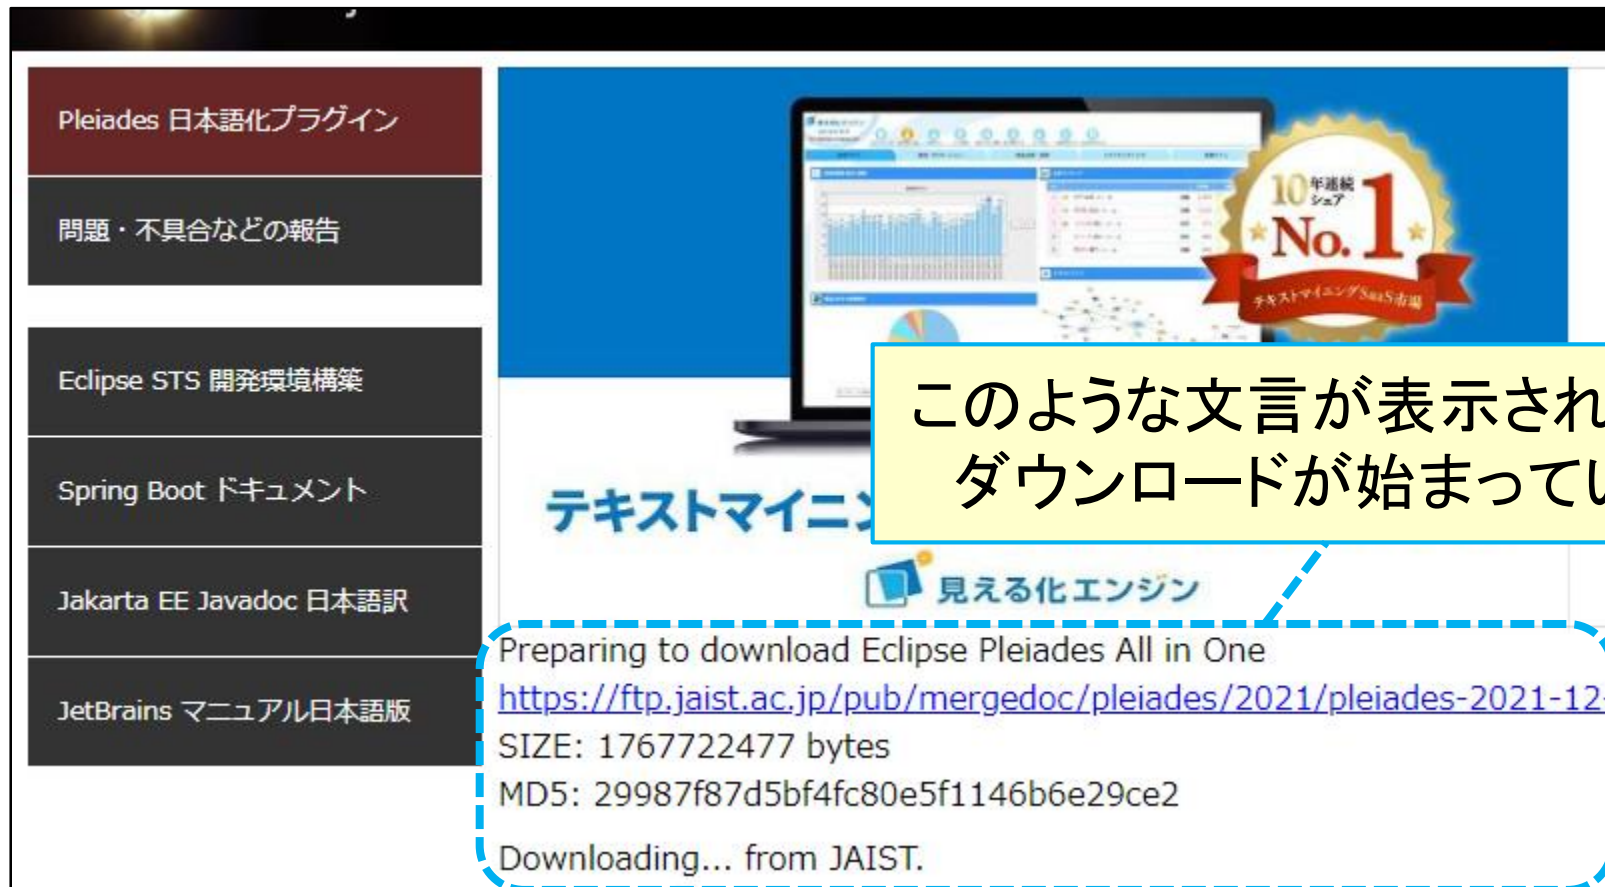 Pleiades 日本語化プラグイン
問題・不具合などの報告
Eclipse STS 開発環境構築
Spring Boot ドキュメント
Jakarta EE Javadoc 日本語訳
JetBrains マニュアル日本語版
10年連続
シェア
No.1
テキストマイニングSaaS市場
このような文言が表示され
ダウンロードが始まってい
テキストマイニン
見える化エンジン
Preparing to download Eclipse Pleiades All in One
https://ftp.jaist.ac.jp/pub/mergedoc/pleiades/2021/pleiades-2021-12-
SIZE: 1767722477 bytes
MD5: 29987f87d5bf4fc80e5f1146b6e29ce2
Downloading... from JAIST.